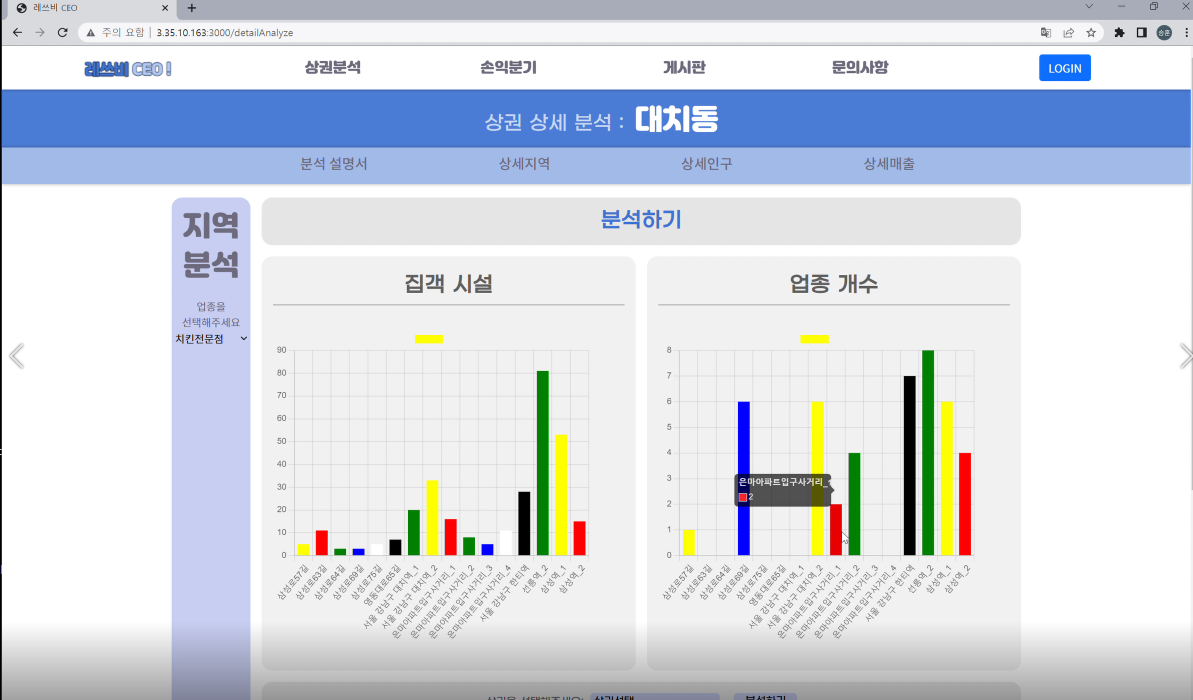 레쓰비 CEO
주의 요함
3.35.10.163:3000/detailAnalyze
승훈
레쓰비 CEO !
상권분석
손익분기
게시판
문의사항
LOGIN
상권 상세 분석 : 대치동
분석 설명서
상세지역
상세인구
상세매출
지역
분석
업종을
선택해주세요
치킨전문점
분석하기
집객 시설
90
80
70
60
50
40
30
20
10
0
삼성로57길
삼성로63길
삼성로64길
삼성로69길
삼성로75길
영동대로65길
서울 강남구 대치역_1
서울 강남구 대치역_2
은마아파트입구사거리_1
은마아파트입구사거리_2
은마아파트입구사거리_3
은마아파트입구사거리_4
서울 강남구 한티역
선릉역_2
삼성역_1
삼성역_2
업종 개수
8
7
6
5
4
3
2
1
0
은마아파트입구사거리_1
2
삼성로57길
삼성로63길
삼성로64길
삼성로69길
삼성로75길
영동대로65길
서울 강남구 대치역_1
서울 강남구 대치역_2
은마아파트입구사거리_1
은마아파트입구사거리_2
은마아파트입구사거리_3
은마아파트입구사거리_4
서울 강남구 한티역
선릉역_2
삼성역_1
삼성역_2
상권을 선택해주세요:
상권선택
분석하기